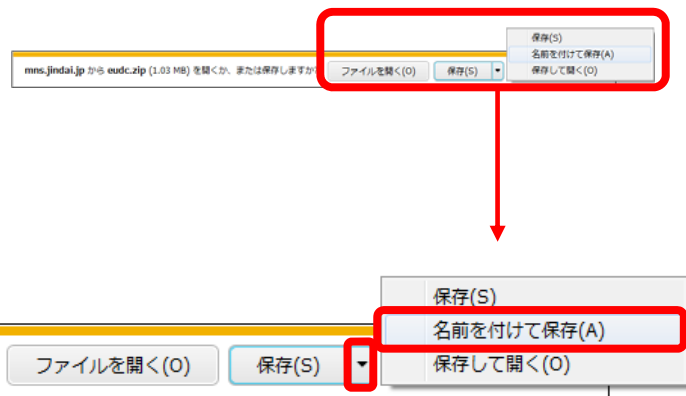 保存(S)
名前を付けて保存(A)
保存して開く(O)
mns.jindai.jp から eudc.zip (1.03 MB) を開くか、または保存しますか?
ファイルを開く(O)
保存(S)
保存(S)
名前を付けて保存(A)
保存して開く(O)
ファイルを開く(O)
保存(S)